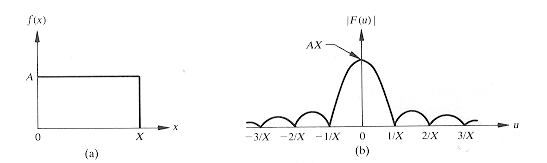 f(x)
A
0
X
x
(a)
|F(u)|
AX
−3/X −2/X −1/X 0 1/X 2/X 3/X
u
(b)